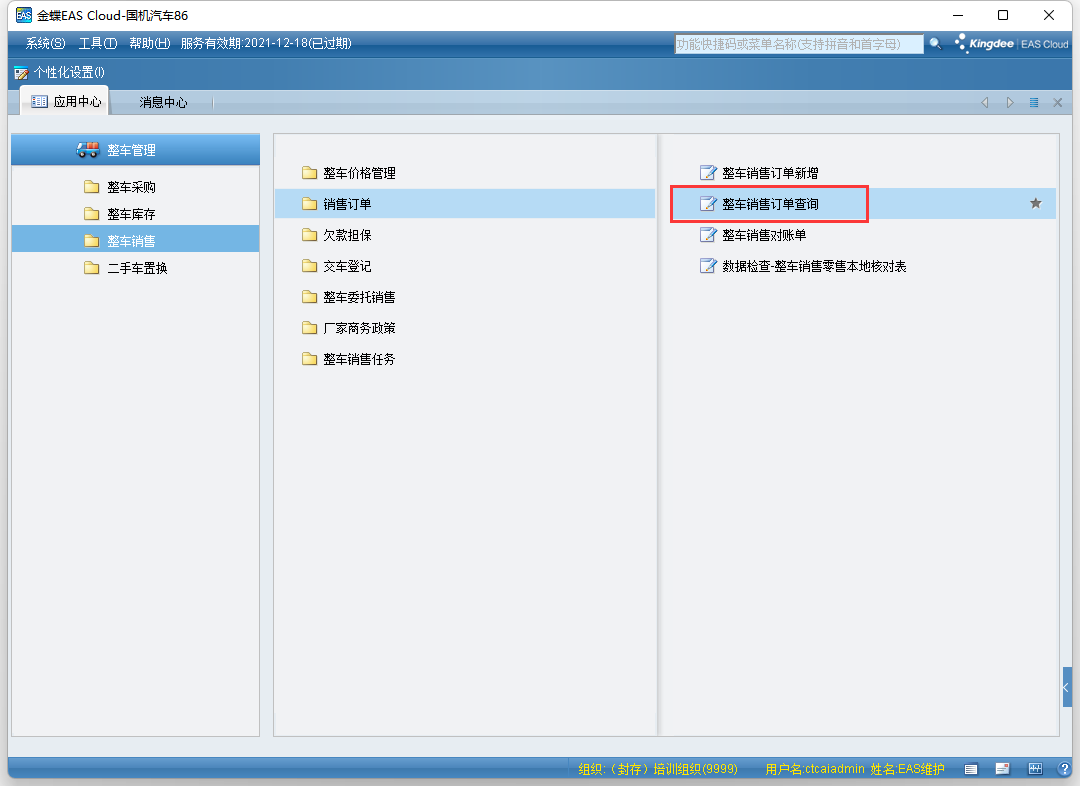 EAS 金蝶EAS Cloud-国机汽车86
系统(S) 工具(T) 帮助(H) 服务有效期:2021-12-18(已过期) 功能快捷码或菜单名称(支持拼音和首字母) Kingdee | EAS Cloud
个性化设置(I)
应用中心 消息中心
整车管理
整车采购
整车库存
整车销售
二手车置换
整车价格管理
销售订单
欠款担保
交车登记
整车委托销售
厂家商务政策
整车销售任务
整车销售订单新增
整车销售订单查询
整车销售对账单
数据检查-整车销售零售本地核对表
组织:（封存）培训组织(9999) 用户名:ctcaiadmin 姓名:EAS维护